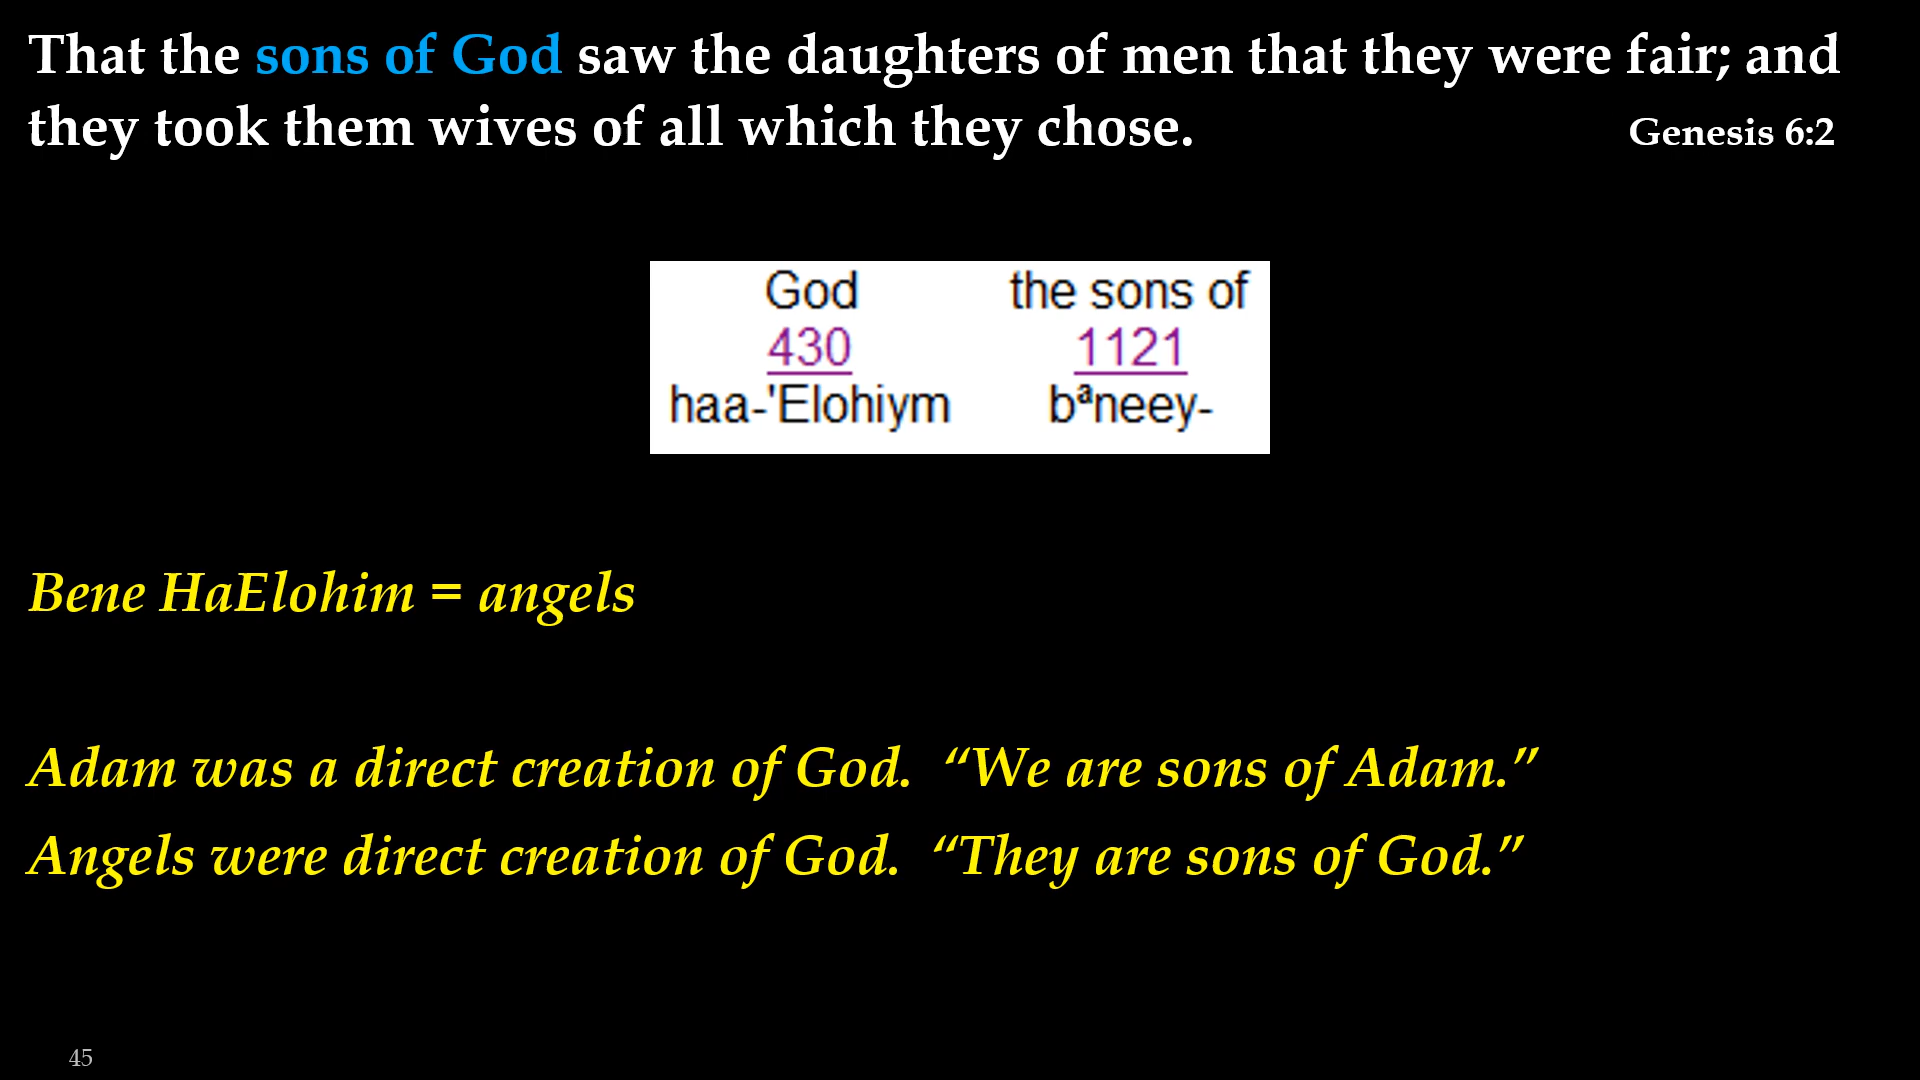 That the sons of God saw the daughters of men that they were fair; and
they took them wives of all which they chose. Genesis 6:2
God the sons of
430 1121
haa-'Elohiym bªneey-
Bene HaElohim = angels
Adam was a direct creation of God. “We are sons of Adam.”
Angels were direct creation of God. “They are sons of God.”
45